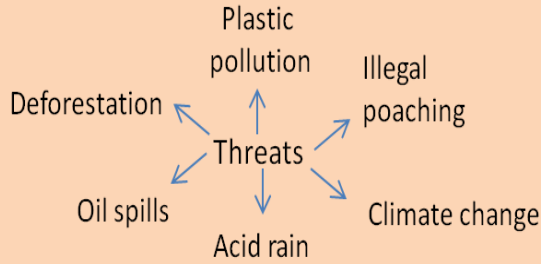 Plastic
pollution
Illegal
poaching
Deforestation
Threats
Oil spills
Climate change
Acid rain